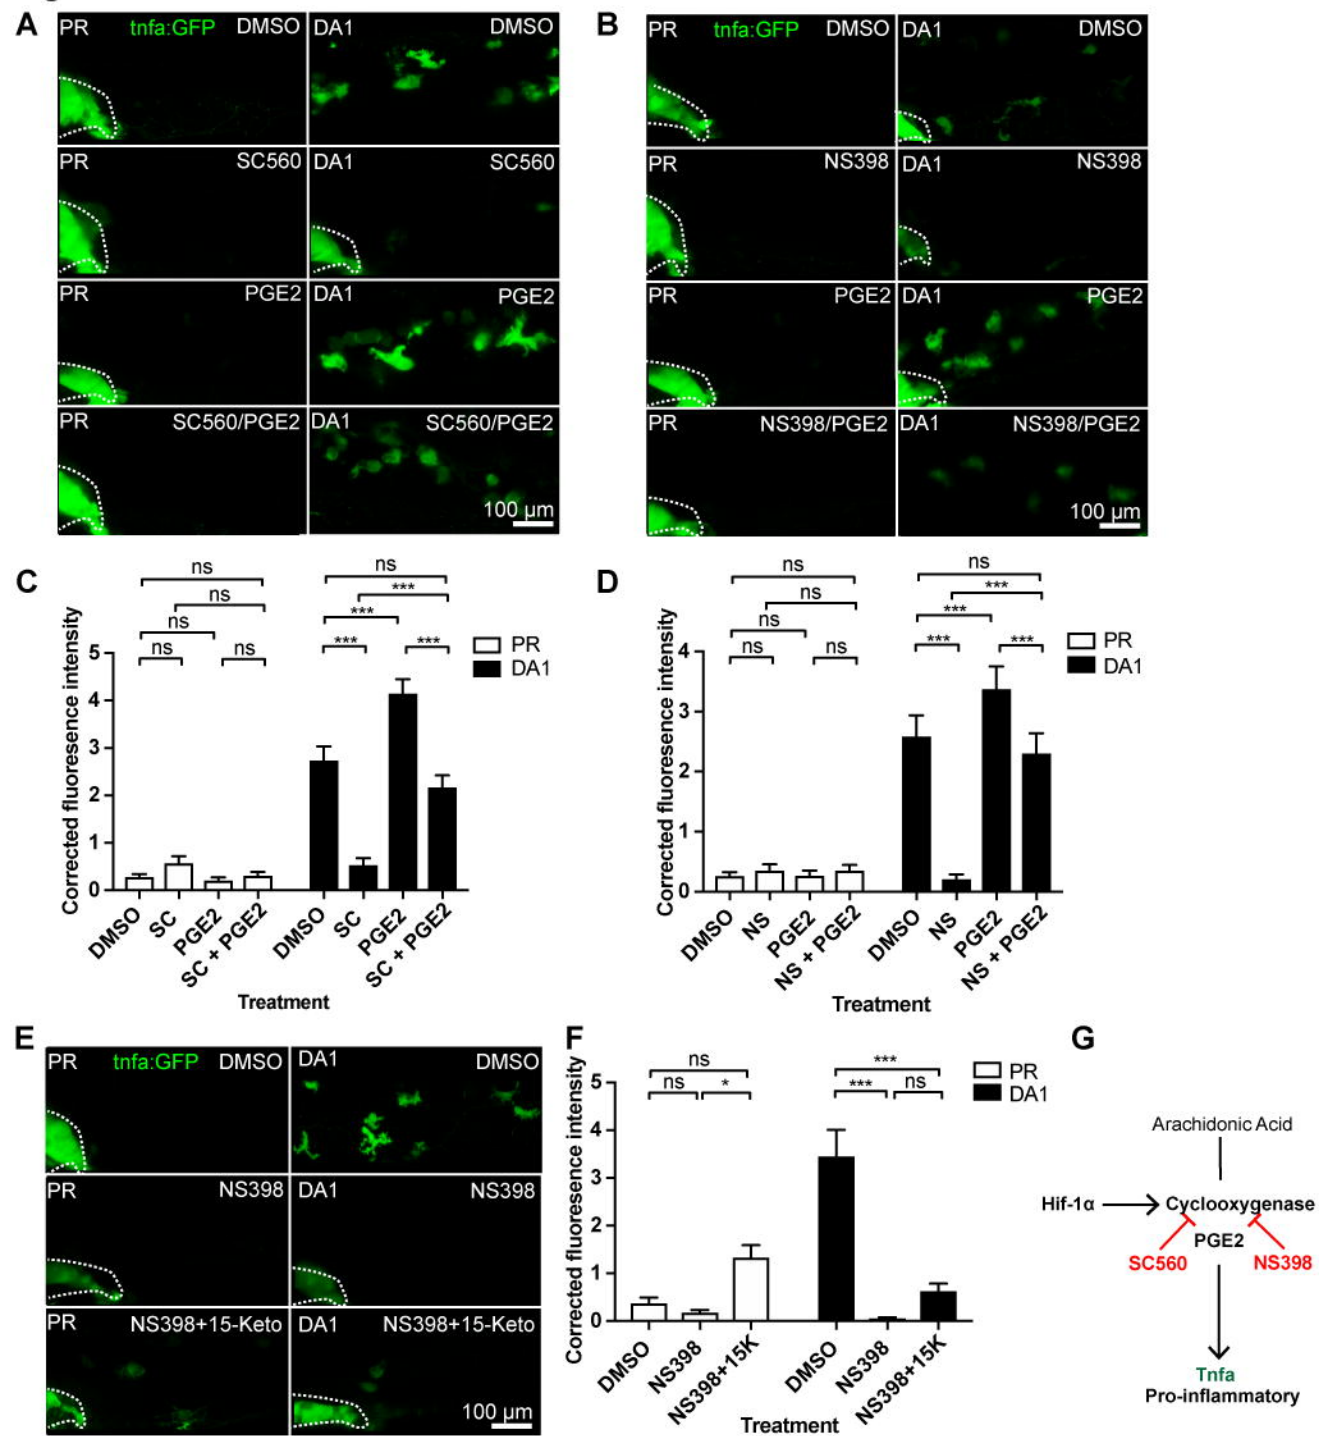 A
PR tnfa:GFP DMSO DA1 DMSO
SC560 PR DA1 SC560
PR PGE2 DA1 PGE2
PR SC560/PGE2 DA1 SC560/PGE2
100 µm
B
PR tnfa:GFP DMSO DA1 DMSO
PR NS398 DA1 NS398
PR PGE2 DA1 PGE2
PR NS398/PGE2 DA1 NS398/PGE2
100 µm
C
Corrected fluoresence intensity
5
4
3
2
1
0
ns ns
ns ***
ns ***
ns ns *** ***
PR
DA1
DMSO SC PGE2 SC + PGE2 DMSO SC PGE2 SC + PGE2
Treatment
D
Corrected fluoresence intensity
4
3
2
1
0
ns ns
ns ***
ns ***
ns ns *** ***
PR
DA1
DMSO NS PGE2 NS + PGE2 DMSO NS PGE2 NS + PGE2
Treatment
E
PR tnfa:GFP DMSO DA1 DMSO
PR NS398 DA1 NS398
PR NS398+15-Keto DA1 NS398+15-Keto
100 µm
F
Corrected fluoresence intensity
5
4
3
2
1
0
ns ***
ns * *** ns
PR
DA1
DMSO NS398 NS398+15K DMSO NS398 NS398+15K
Treatment
G
Arachidonic Acid
Hif-1α Cyclooxygenase
PGE2
SC560 NS398
Tnfa
Pro-inflammatory